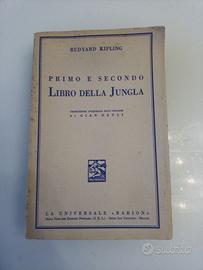 RUDYARD KIPLING
PRIMO E SECONDO
LIBRO DELLA JUNGLA
DI GIAN DAULI
LA UNIVERSALE «BARION»